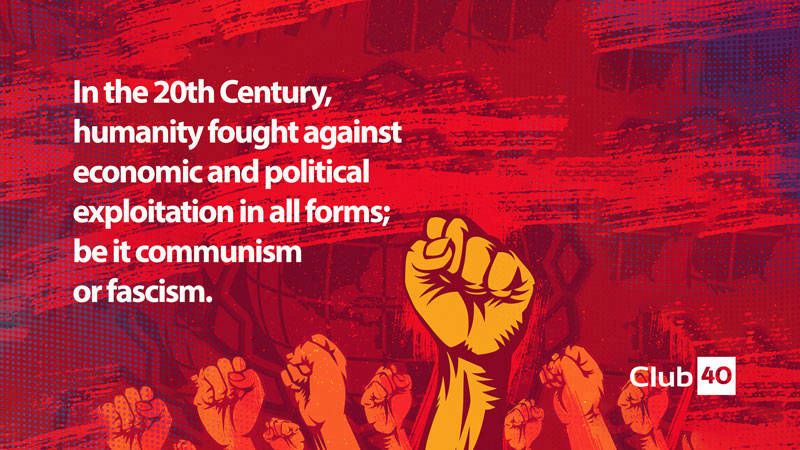 In the 20th Century,
humanity fought against
economic and political
exploitation in all forms;
be it communism
or fascism.
Club 40